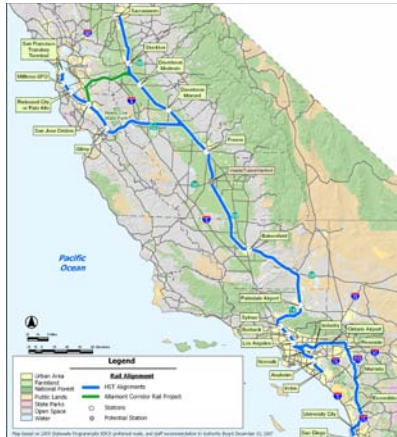 Sacramento
Stockton
San Francisco
Transbay
Terminal
Downtown
Modesto
Millbrae-SFO
Downtown
Merced
Redwood City
or Palo Alto
San Jose Diridon
Gilroy
Fresno
Bakersfield
Pacific
Ocean
Palmdale Airport
Sylmar
Burbank
Los Angeles
Industry
Ontario Airport
Riverside
Norwalk
Murrieta
Anaheim
Irvine
University City
Escondido
San Diego
Legend
Urban Area
Farmland
National Forest
Public Lands
State Parks
Open Space
Water
Rail Alignment
HST Alignments
Altamont Corridor Rail Project
Stations
Potential Station